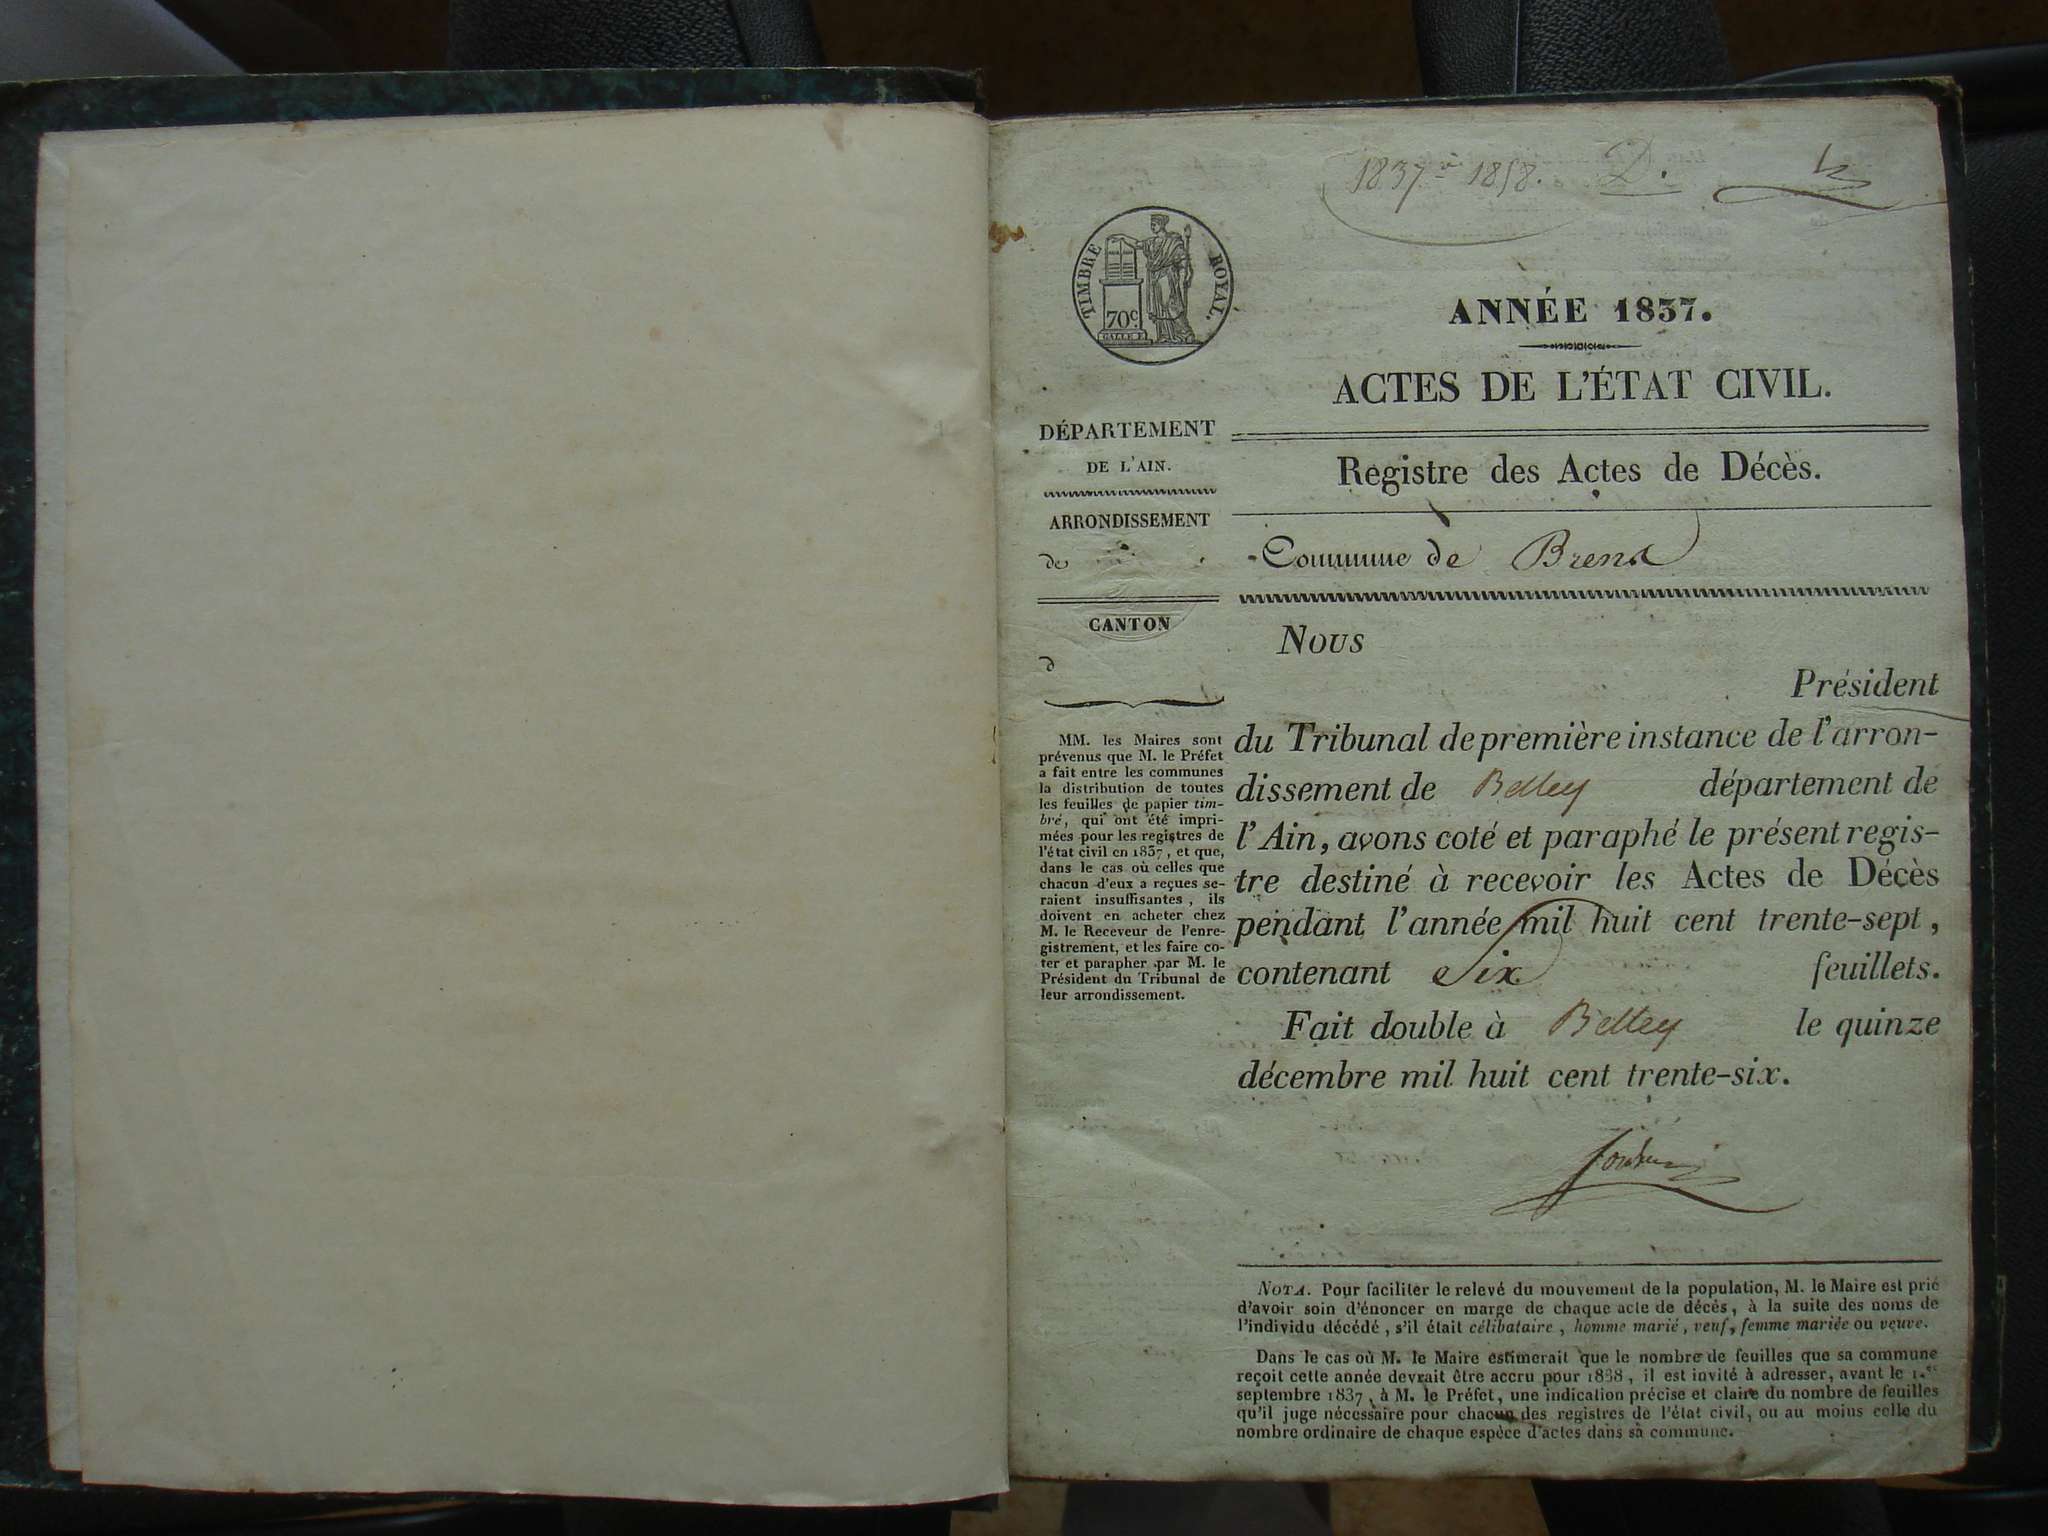 1837 à 1858. D.
TIMBRE ROYAL.
70c.
GALLE F.
ANNÉE 1837.
ACTES DE L'ÉTAT CIVIL.
Registre des Actes de Décès.
Commune de Brens
DÉPARTEMENT
DE L'AIN.
ARRONDISSEMENT
de
CANTON
d
MM. les Maires sont
prévenus que M. le Préfet
a fait entre les communes
la distribution de toutes
les feuilles de papier tim-
bré, qui ont été impri-
mées pour les registres de
l'état civil en 1837, et que,
dans le cas où celles que
chacun d'eux a reçues se-
raient insuffisantes, ils
doivent en acheter chez
M. le Receveur de l'enre-
gistrement, et les faire co-
ter et parapher par M. le
Président du Tribunal de
leur arrondissement.
Nous
Président
du Tribunal de première instance de l'arron-
dissement de Belley département de
l'Ain, avons coté et paraphé le présent regis-
tre destiné à recevoir les Actes de Décès
pendant l'année mil huit cent trente-sept,
contenant Six feuillets.
Fait double à Belley le quinze
décembre mil huit cent trente-six.
NOTA. Pour faciliter le relevé du mouvement de la population, M. le Maire est prié
d'avoir soin d'énoncer en marge de chaque acte de décès, à la suite des noms de
l'individu décédé, s'il était célibataire, homme marié, veuf, femme mariée ou veuve.
Dans le cas où M. le Maire estimerait que le nombre de feuilles que sa commune
reçoit cette année devrait être accru pour 1838, il est invité à adresser, avant le 1.er
septembre 1837, à M. le Préfet, une indication précise et claire du nombre de feuilles
qu'il juge nécessaire pour chacun des registres de l'état civil, ou au moins celle du
nombre ordinaire de chaque espèce d'actes dans sa commune.